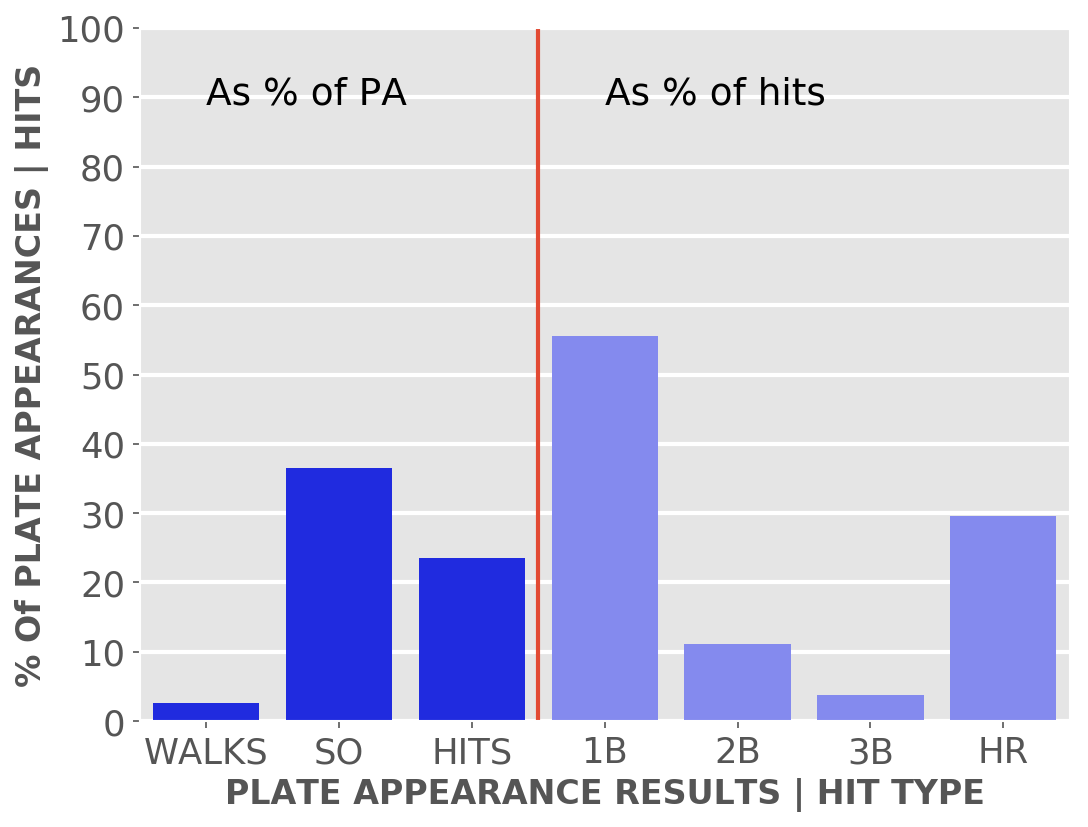 100
90
80
70
60
50
40
30
20
10
0
% Of PLATE APPEARANCES | HITS
As % of PA
As % of hits
WALKS SO HITS 1B 2B 3B HR
PLATE APPEARANCE RESULTS | HIT TYPE